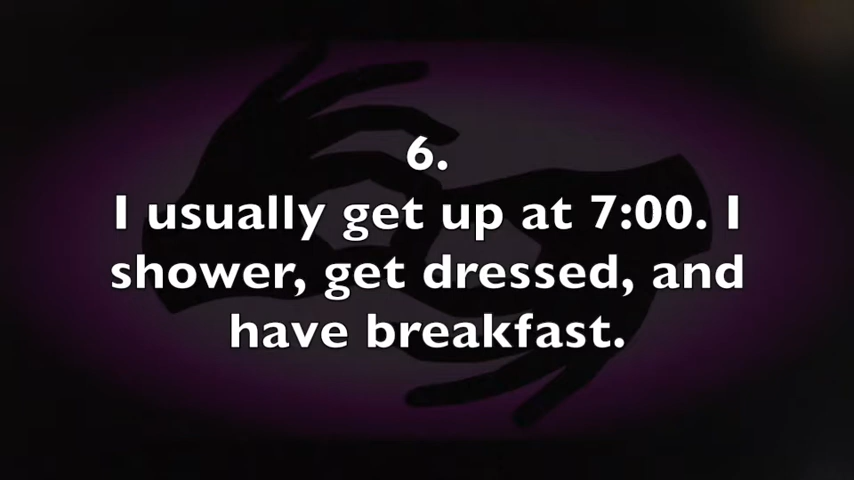 6.
I usually get up at 7:00. I
shower, get dressed, and
have breakfast.